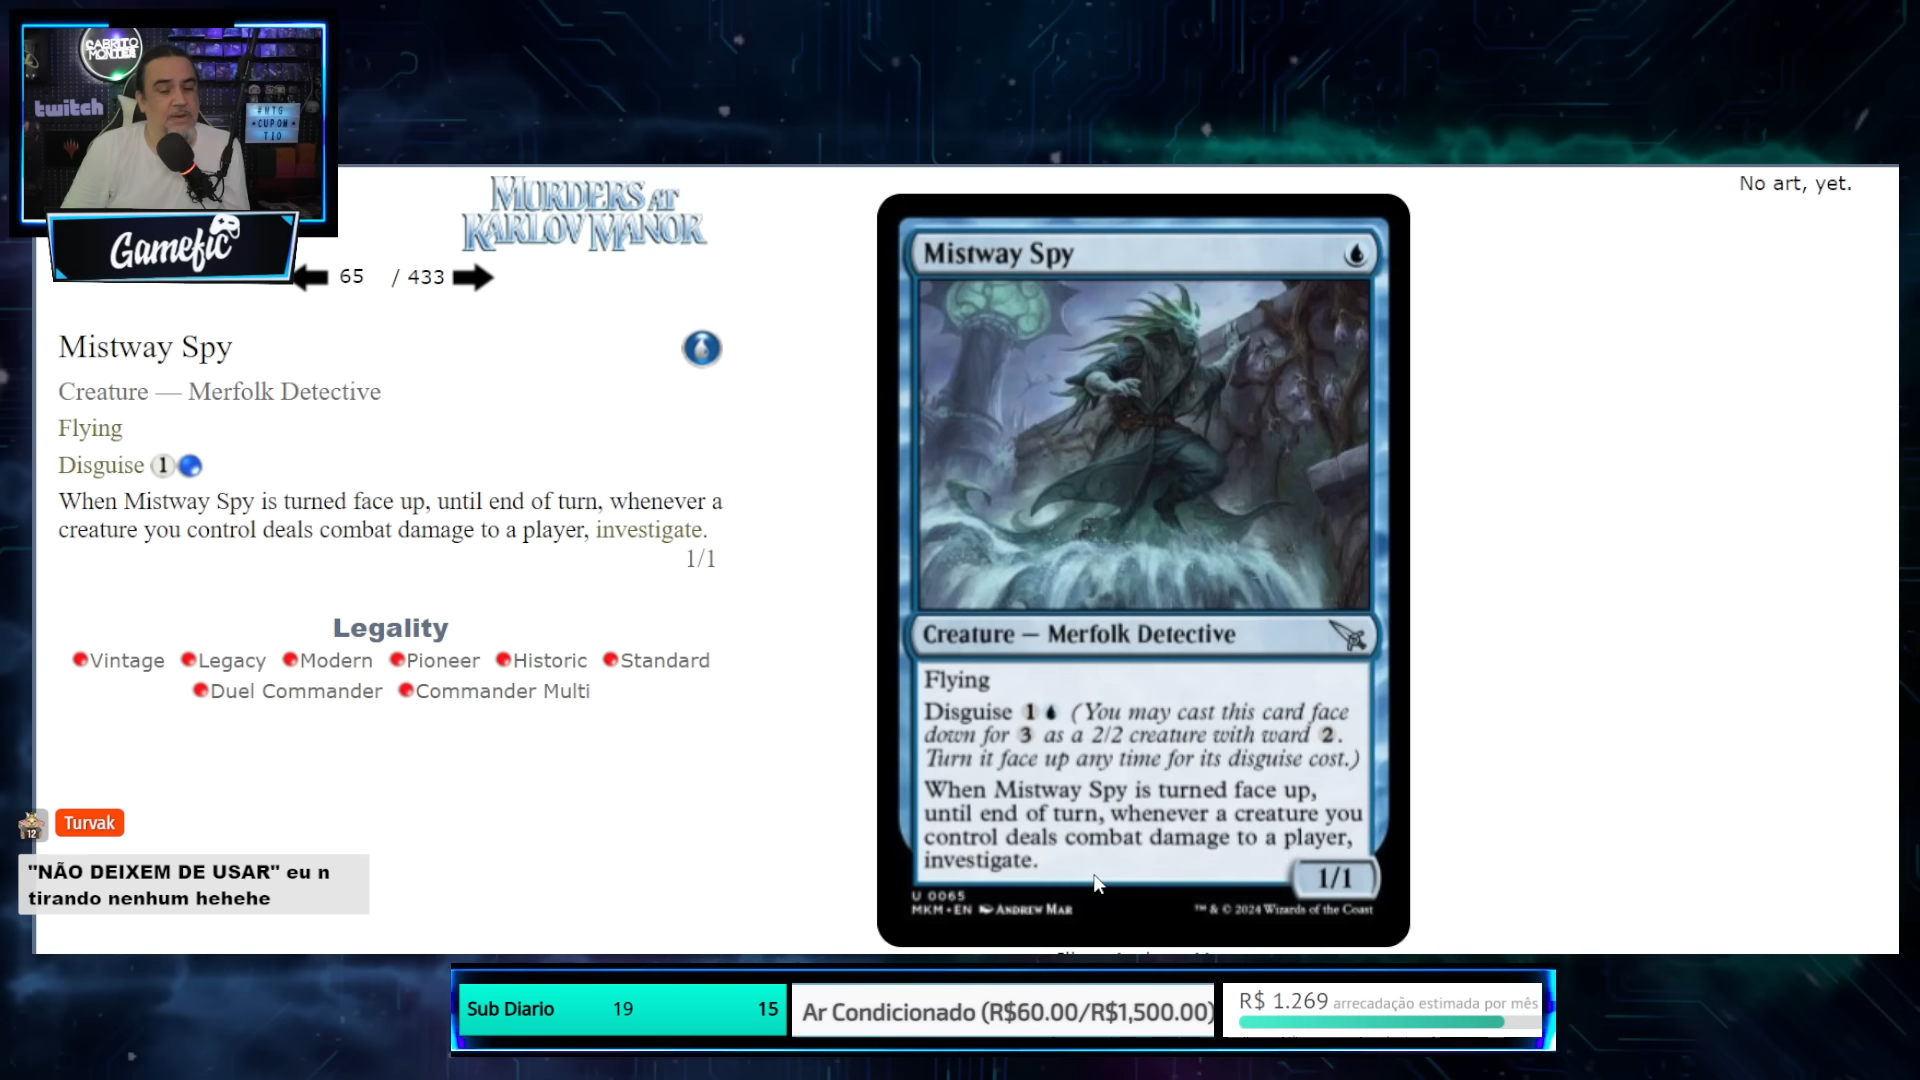 GABRITO
MONTES
twitch
#MTG
•CUPOM•
T10
Gamefic
MURDERS AT
KARLOV MANOR
65 / 433
No art, yet.
Mistway Spy
Creature — Merfolk Detective
Flying
Disguise 1
When Mistway Spy is turned face up, until end of turn, whenever a
creature you control deals combat damage to a player, investigate.
1/1
Legality
Vintage Legacy Modern Pioneer Historic Standard
Duel Commander Commander Multi
12 Turvak
"NÃO DEIXEM DE USAR" eu n
tirando nenhum hehehe
Mistway Spy
Creature — Merfolk Detective
Flying
Disguise 1 (You may cast this card face
down for 3 as a 2/2 creature with ward 2.
Turn it face up any time for its disguise cost.)
When Mistway Spy is turned face up,
until end of turn, whenever a creature you
control deals combat damage to a player,
investigate.
1/1
U 0065
MKM • EN Andrew Mar ™ & © 2024 Wizards of the Coast
Sub Diario 19 15
Ar Condicionado (R$60.00/R$1,500.00)
R$ 1.269 arrecadação estimada por mês